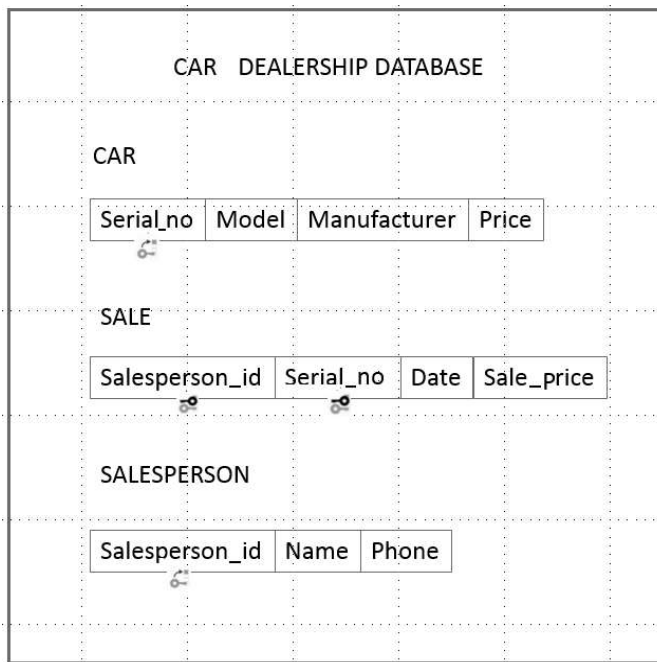 CAR DEALERSHIP DATABASE
CAR
Serial_no Model Manufacturer Price
SALE
Salesperson_id Serial_no Date Sale_price
SALESPERSON
Salesperson_id Name Phone